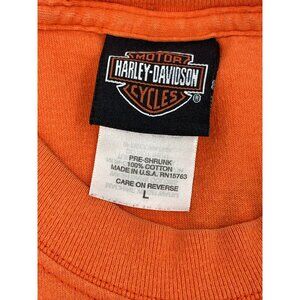 MOTOR
HARLEY-DAVIDSON
CYCLES®
PRE-SHRUNK
100% COTTON
MADE IN U.S.A. RN15763
CARE ON REVERSE
L